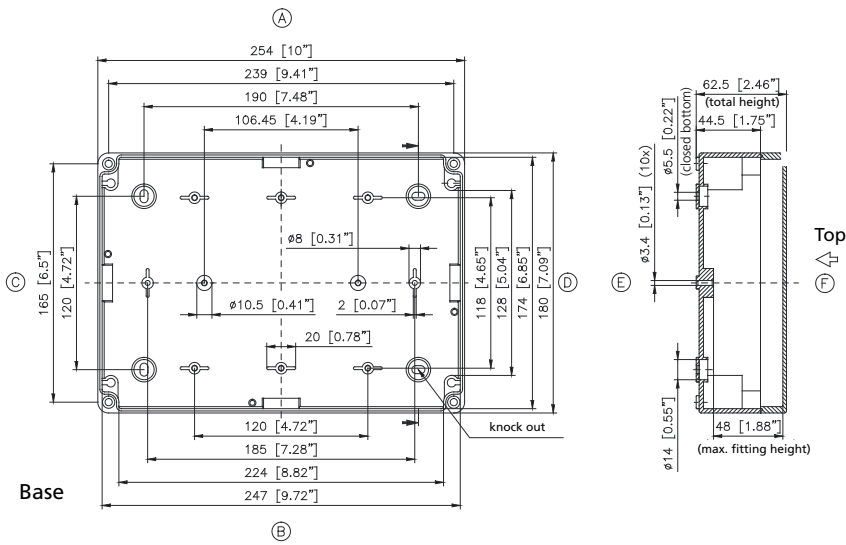 A
254 [10"]
239 [9.41"]
190 [7.48"]
106.45 [4.19"]
62.5 [2.46"]
(total height)
44.5 [1.75"]
ø5.5 [0.22"]
(closed bottom)
ø3.4 [0.13"] (10x)
C
165 [6.5"]
120 [4.72"]
ø8 [0.31"]
ø10.5 [0.41"]
2 [0.07"]
20 [0.78"]
118 [4.65"]
128 [5.04"]
174 [6.85"]
180 [7.09"]
D
E
Top
F
120 [4.72"]
185 [7.28"]
224 [8.82"]
247 [9.72"]
knock out
ø14 [0.55"]
48 [1.88"]
(max. fitting height)
Base
B